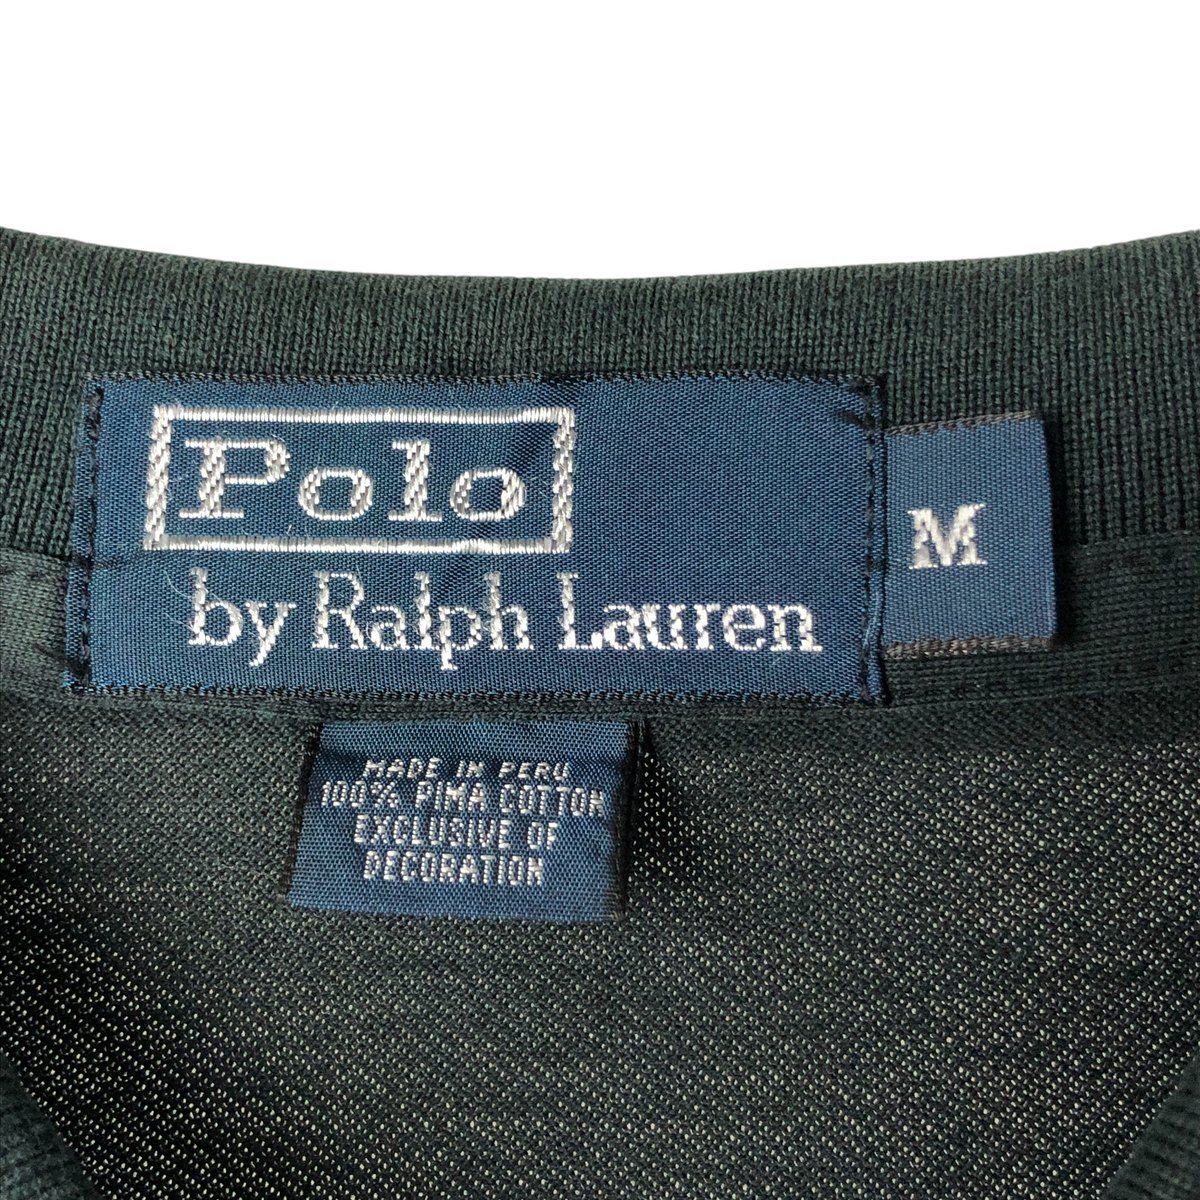 Polo
by Ralph Lauren
M
MADE IN PERU
100% PIMA COTTON
EXCLUSIVE OF
DECORATION